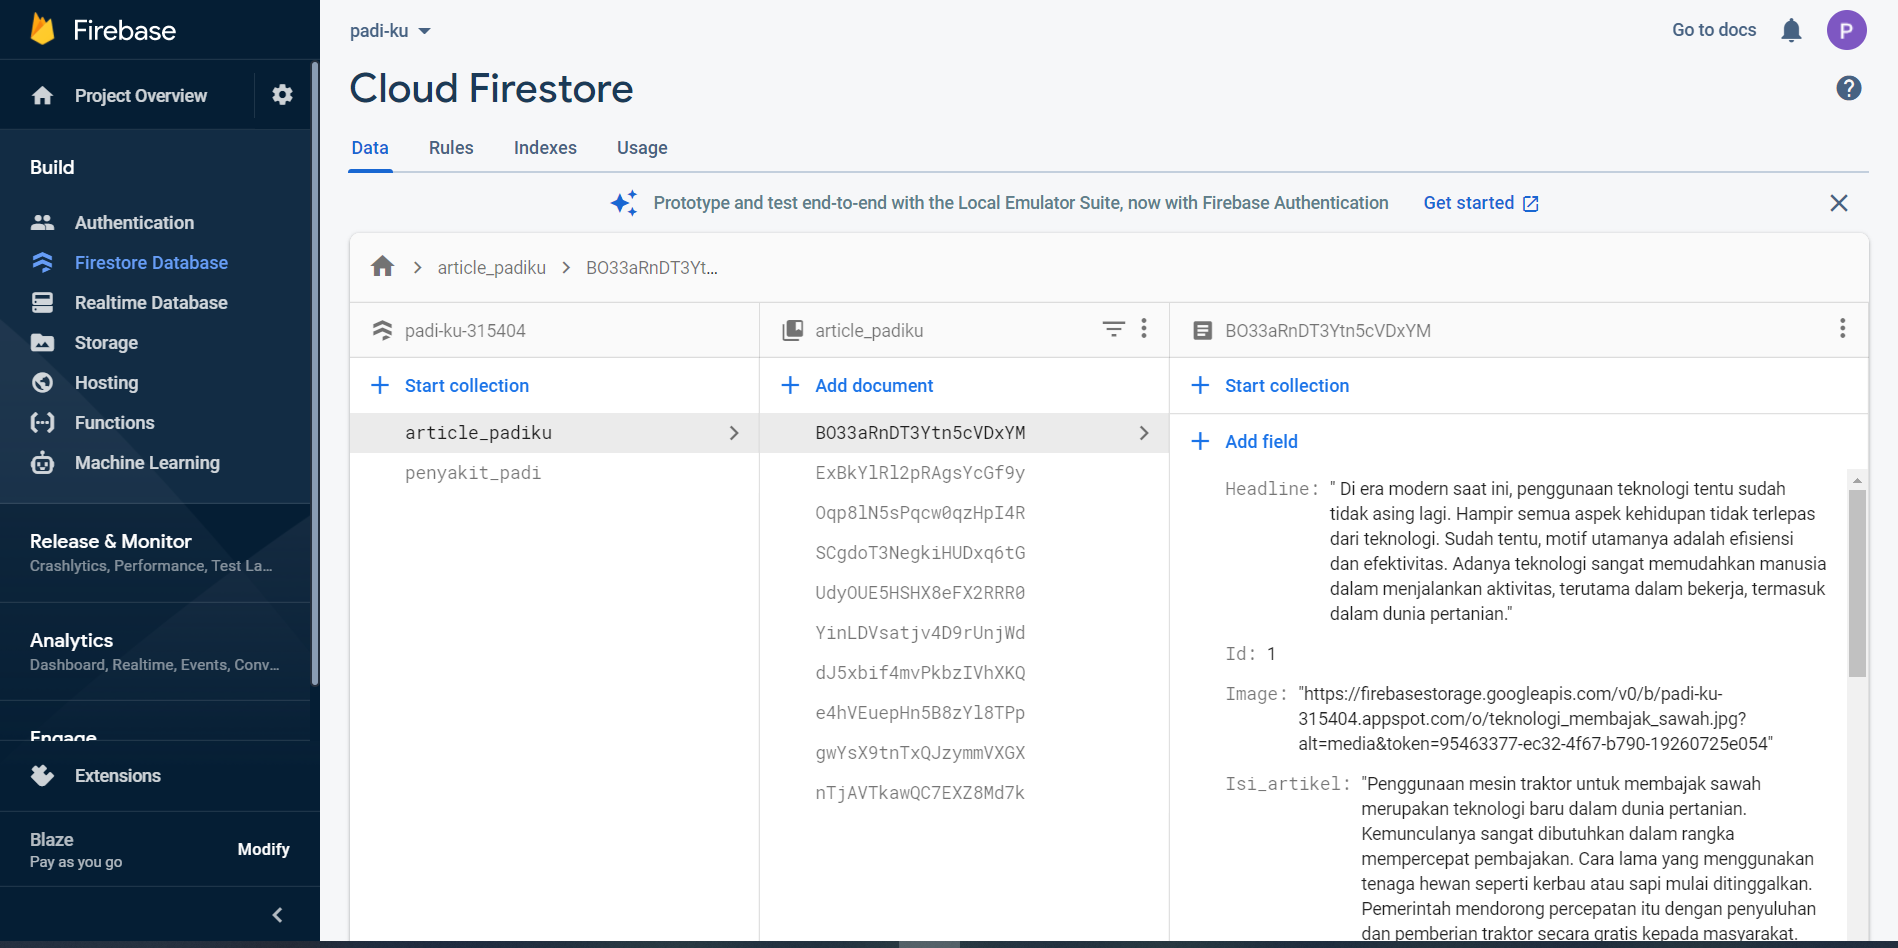 Firebase
Project Overview
Build
Authentication
Firestore Database
Realtime Database
Storage
Hosting
Functions
Machine Learning
Release & Monitor
Crashlytics, Performance, Test La...
Analytics
Dashboard, Realtime, Events, Conv...
Engage
Extensions
Blaze
Pay as you go
Modify
padi-ku
Go to docs
P
Cloud Firestore
?
Data
Rules
Indexes
Usage
Prototype and test end-to-end with the Local Emulator Suite, now with Firebase Authentication
Get started
article_padiku
BO33aRnDT3Yt...
padi-ku-315404
Start collection
article_padiku
penyakit_padi
article_padiku
Add document
BO33aRnDT3Ytn5cVDxYM
ExBkYlRl2pRAgsYcGf9y
Oqp8lN5sPqcw0qzHpI4R
SCgdoT3NegkiHUDxq6tG
UdyOUE5HSHX8eFX2RRR0
YinLDVsatjv4D9rUnjWd
dJ5xbif4mvPkbzIVhXKQ
e4hVEuepHn5B8zYl8TPp
gwYsX9tnTxQJzymmVXGX
nTjAVTkawQC7EXZ8Md7k
BO33aRnDT3Ytn5cVDxYM
Start collection
Add field
Headline: " Di era modern saat ini, penggunaan teknologi tentu sudah
tidak asing lagi. Hampir semua aspek kehidupan tidak terlepas
dari teknologi. Sudah tentu, motif utamanya adalah efisiensi
dan efektivitas. Adanya teknologi sangat memudahkan manusia
dalam menjalankan aktivitas, terutama dalam bekerja, termasuk
dalam dunia pertanian."
Id: 1
Image: "https://firebasestorage.googleapis.com/v0/b/padi-ku-
315404.appspot.com/o/teknologi_membajak_sawah.jpg?
alt=media&token=95463377-ec32-4f67-b790-19260725e054"
Isi_artikel: "Penggunaan mesin traktor untuk membajak sawah
merupakan teknologi baru dalam dunia pertanian.
Kemunculanya sangat dibutuhkan dalam rangka
mempercepat pembajakan. Cara lama yang menggunakan
tenaga hewan seperti kerbau atau sapi mulai ditinggalkan.
Pemerintah mendorong percepatan itu dengan penyuluhan
dan pemberian traktor secara gratis kepada masyarakat.